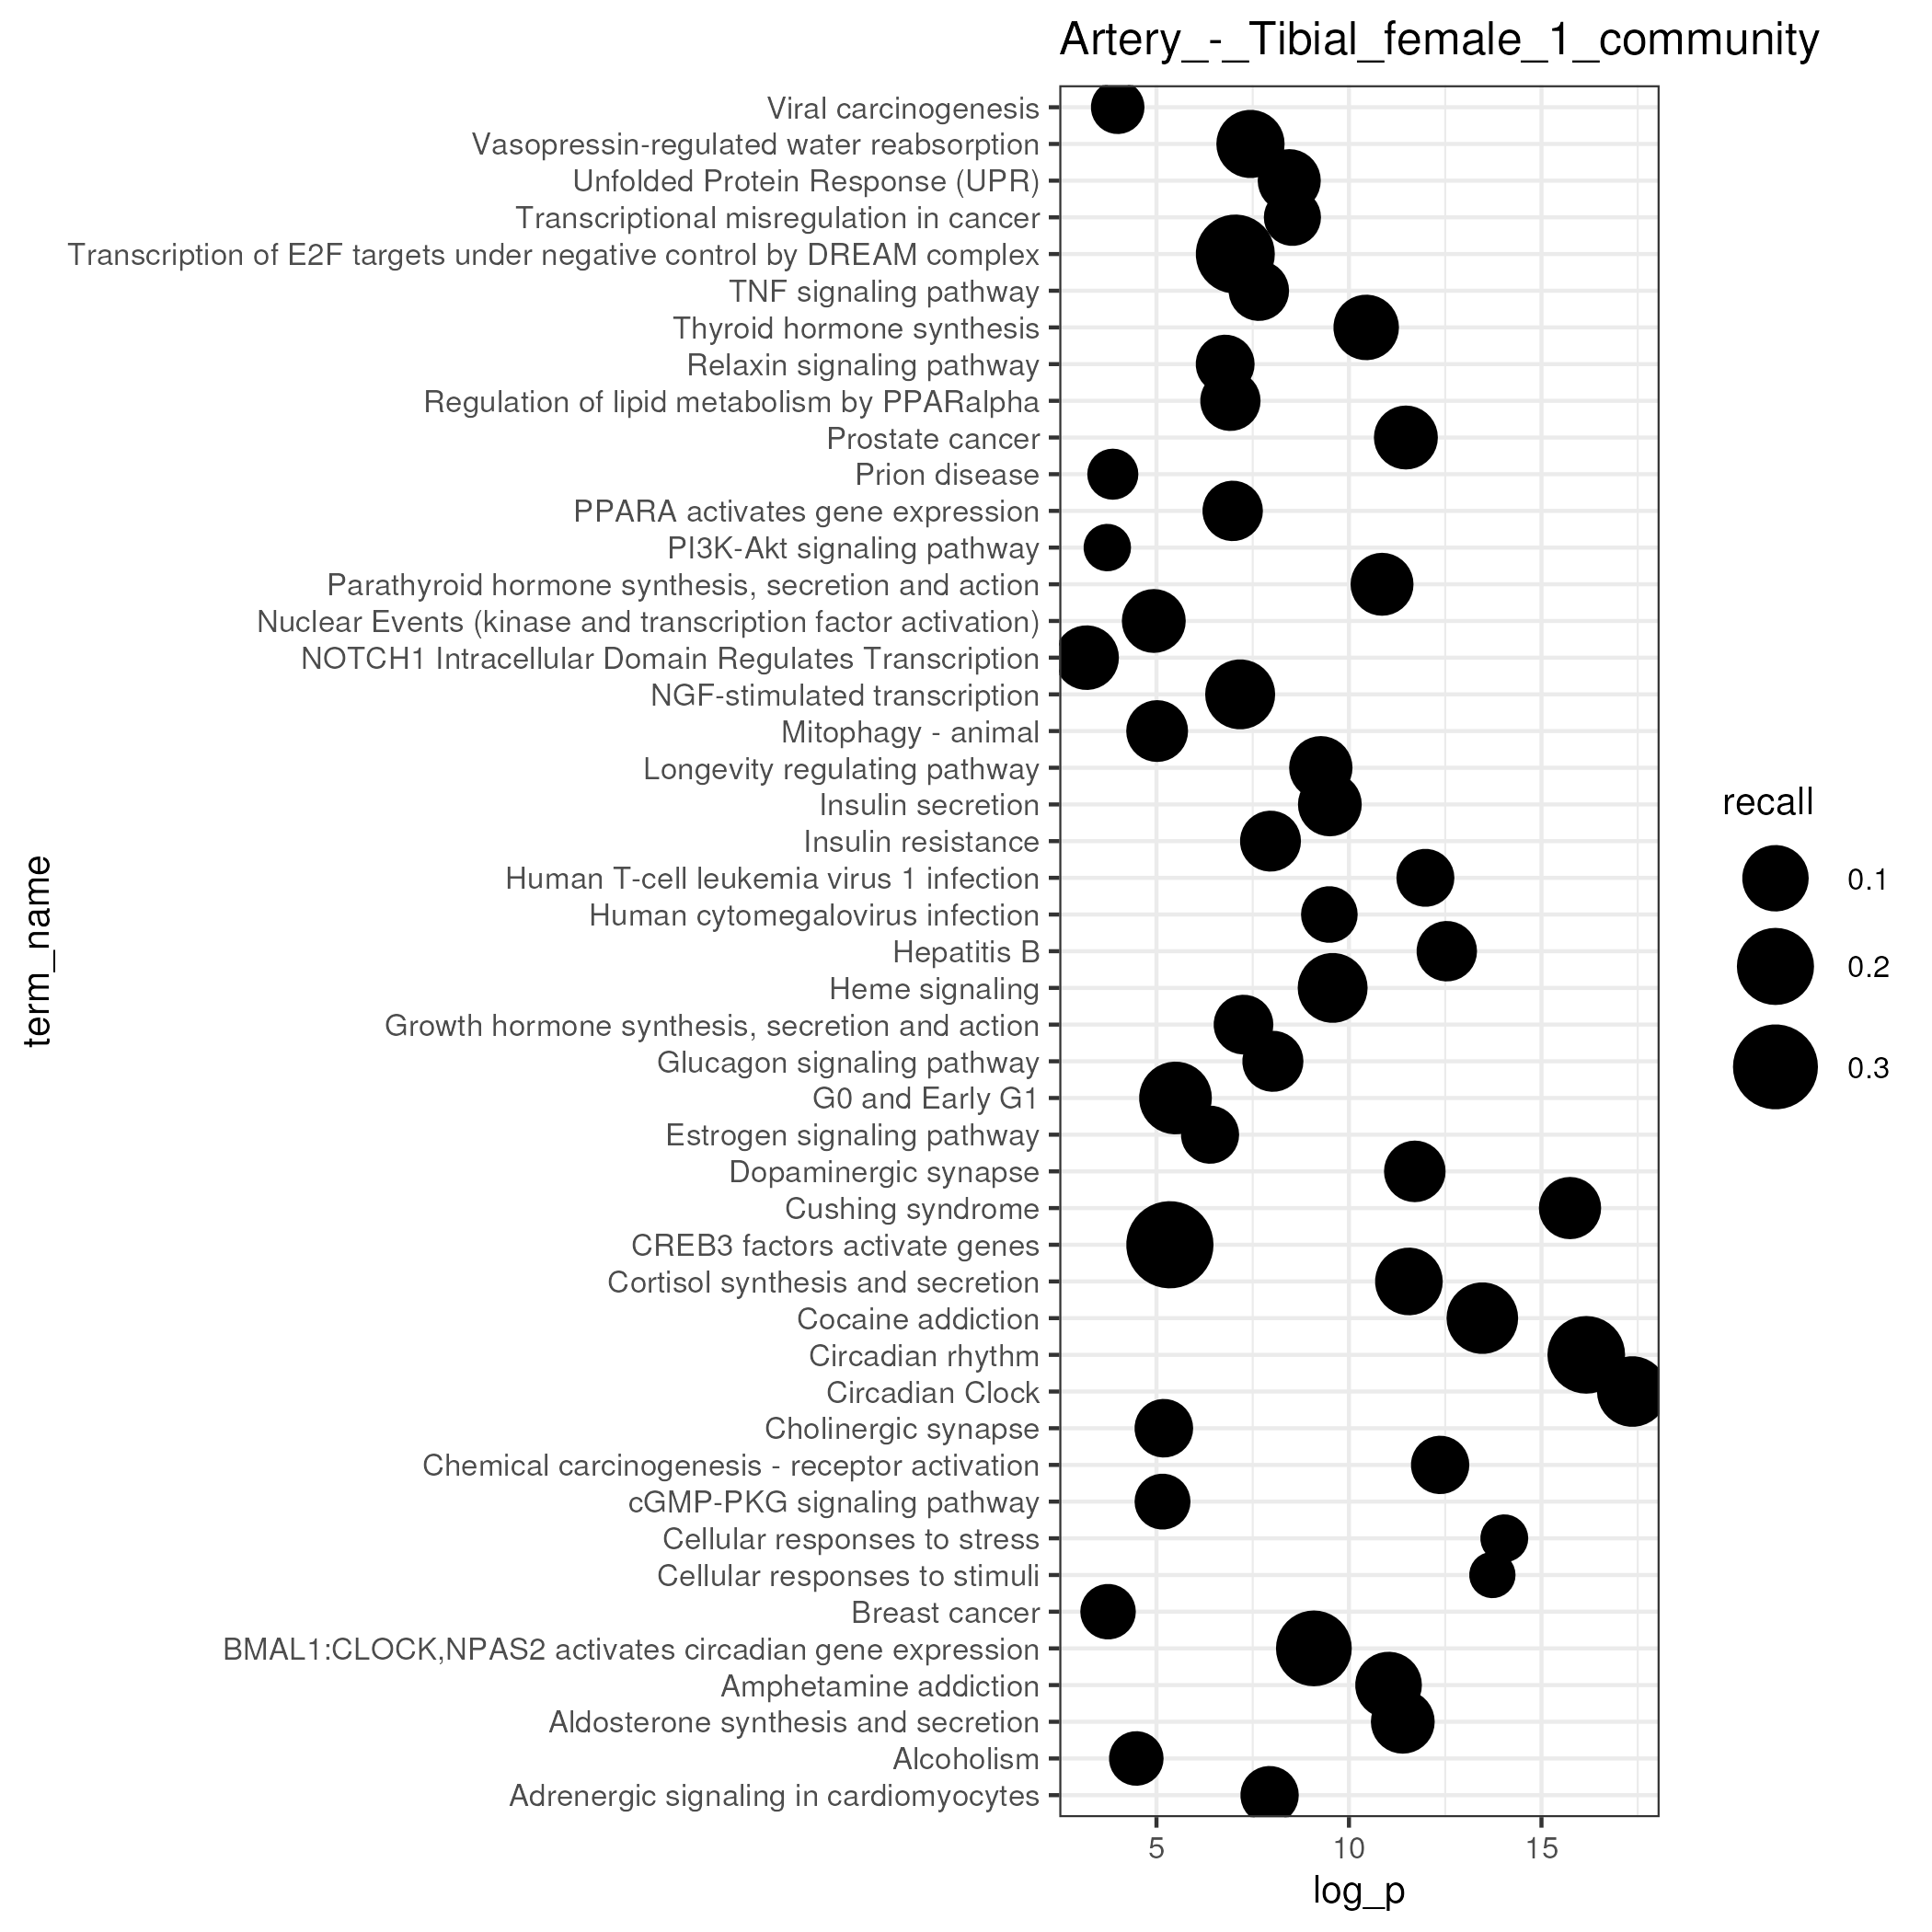 Artery_-_Tibial_female_1_community
Viral carcinogenesis
Vasopressin-regulated water reabsorption
Unfolded Protein Response (UPR)
Transcriptional misregulation in cancer
Transcription of E2F targets under negative control by DREAM complex
TNF signaling pathway
Thyroid hormone synthesis
Relaxin signaling pathway
Regulation of lipid metabolism by PPARalpha
Prostate cancer
Prion disease
PPARA activates gene expression
PI3K-Akt signaling pathway
Parathyroid hormone synthesis, secretion and action
Nuclear Events (kinase and transcription factor activation)
NOTCH1 Intracellular Domain Regulates Transcription
NGF-stimulated transcription
Mitophagy - animal
Longevity regulating pathway
Insulin secretion
Insulin resistance
Human T-cell leukemia virus 1 infection
Human cytomegalovirus infection
Hepatitis B
Heme signaling
Growth hormone synthesis, secretion and action
Glucagon signaling pathway
G0 and Early G1
Estrogen signaling pathway
Dopaminergic synapse
Cushing syndrome
CREB3 factors activate genes
Cortisol synthesis and secretion
Cocaine addiction
Circadian rhythm
Circadian Clock
Cholinergic synapse
Chemical carcinogenesis - receptor activation
cGMP-PKG signaling pathway
Cellular responses to stress
Cellular responses to stimuli
Breast cancer
BMAL1:CLOCK,NPAS2 activates circadian gene expression
Amphetamine addiction
Aldosterone synthesis and secretion
Alcoholism
Adrenergic signaling in cardiomyocytes
term_name
5 10 15
log_p
recall
0.1
0.2
0.3